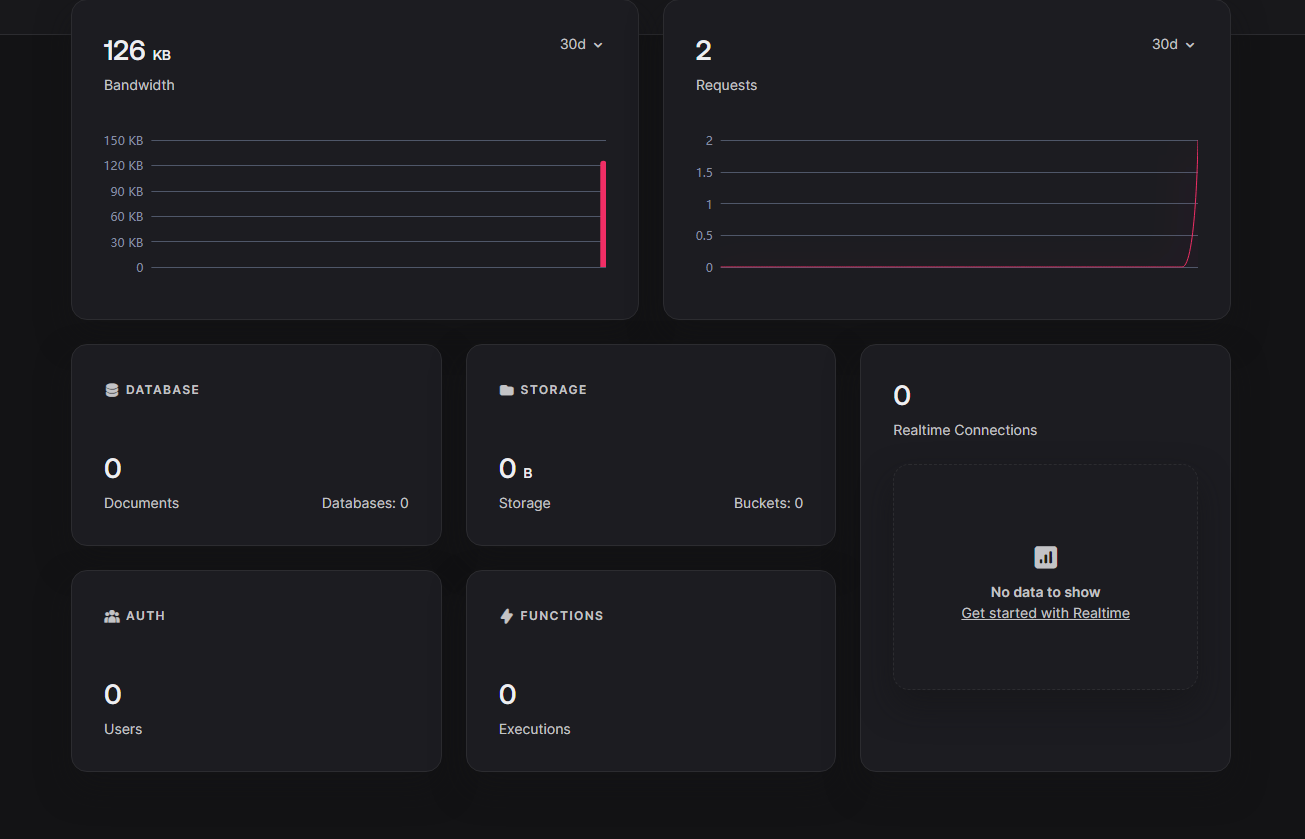 126 KB
30d
Bandwidth
150 KB
120 KB
90 KB
60 KB
30 KB
0
2
30d
Requests
2
1.5
1
0.5
0
DATABASE
0
Documents
Databases: 0
STORAGE
0 B
Storage
Buckets: 0
0
Realtime Connections
No data to show
Get started with Realtime
AUTH
0
Users
FUNCTIONS
0
Executions